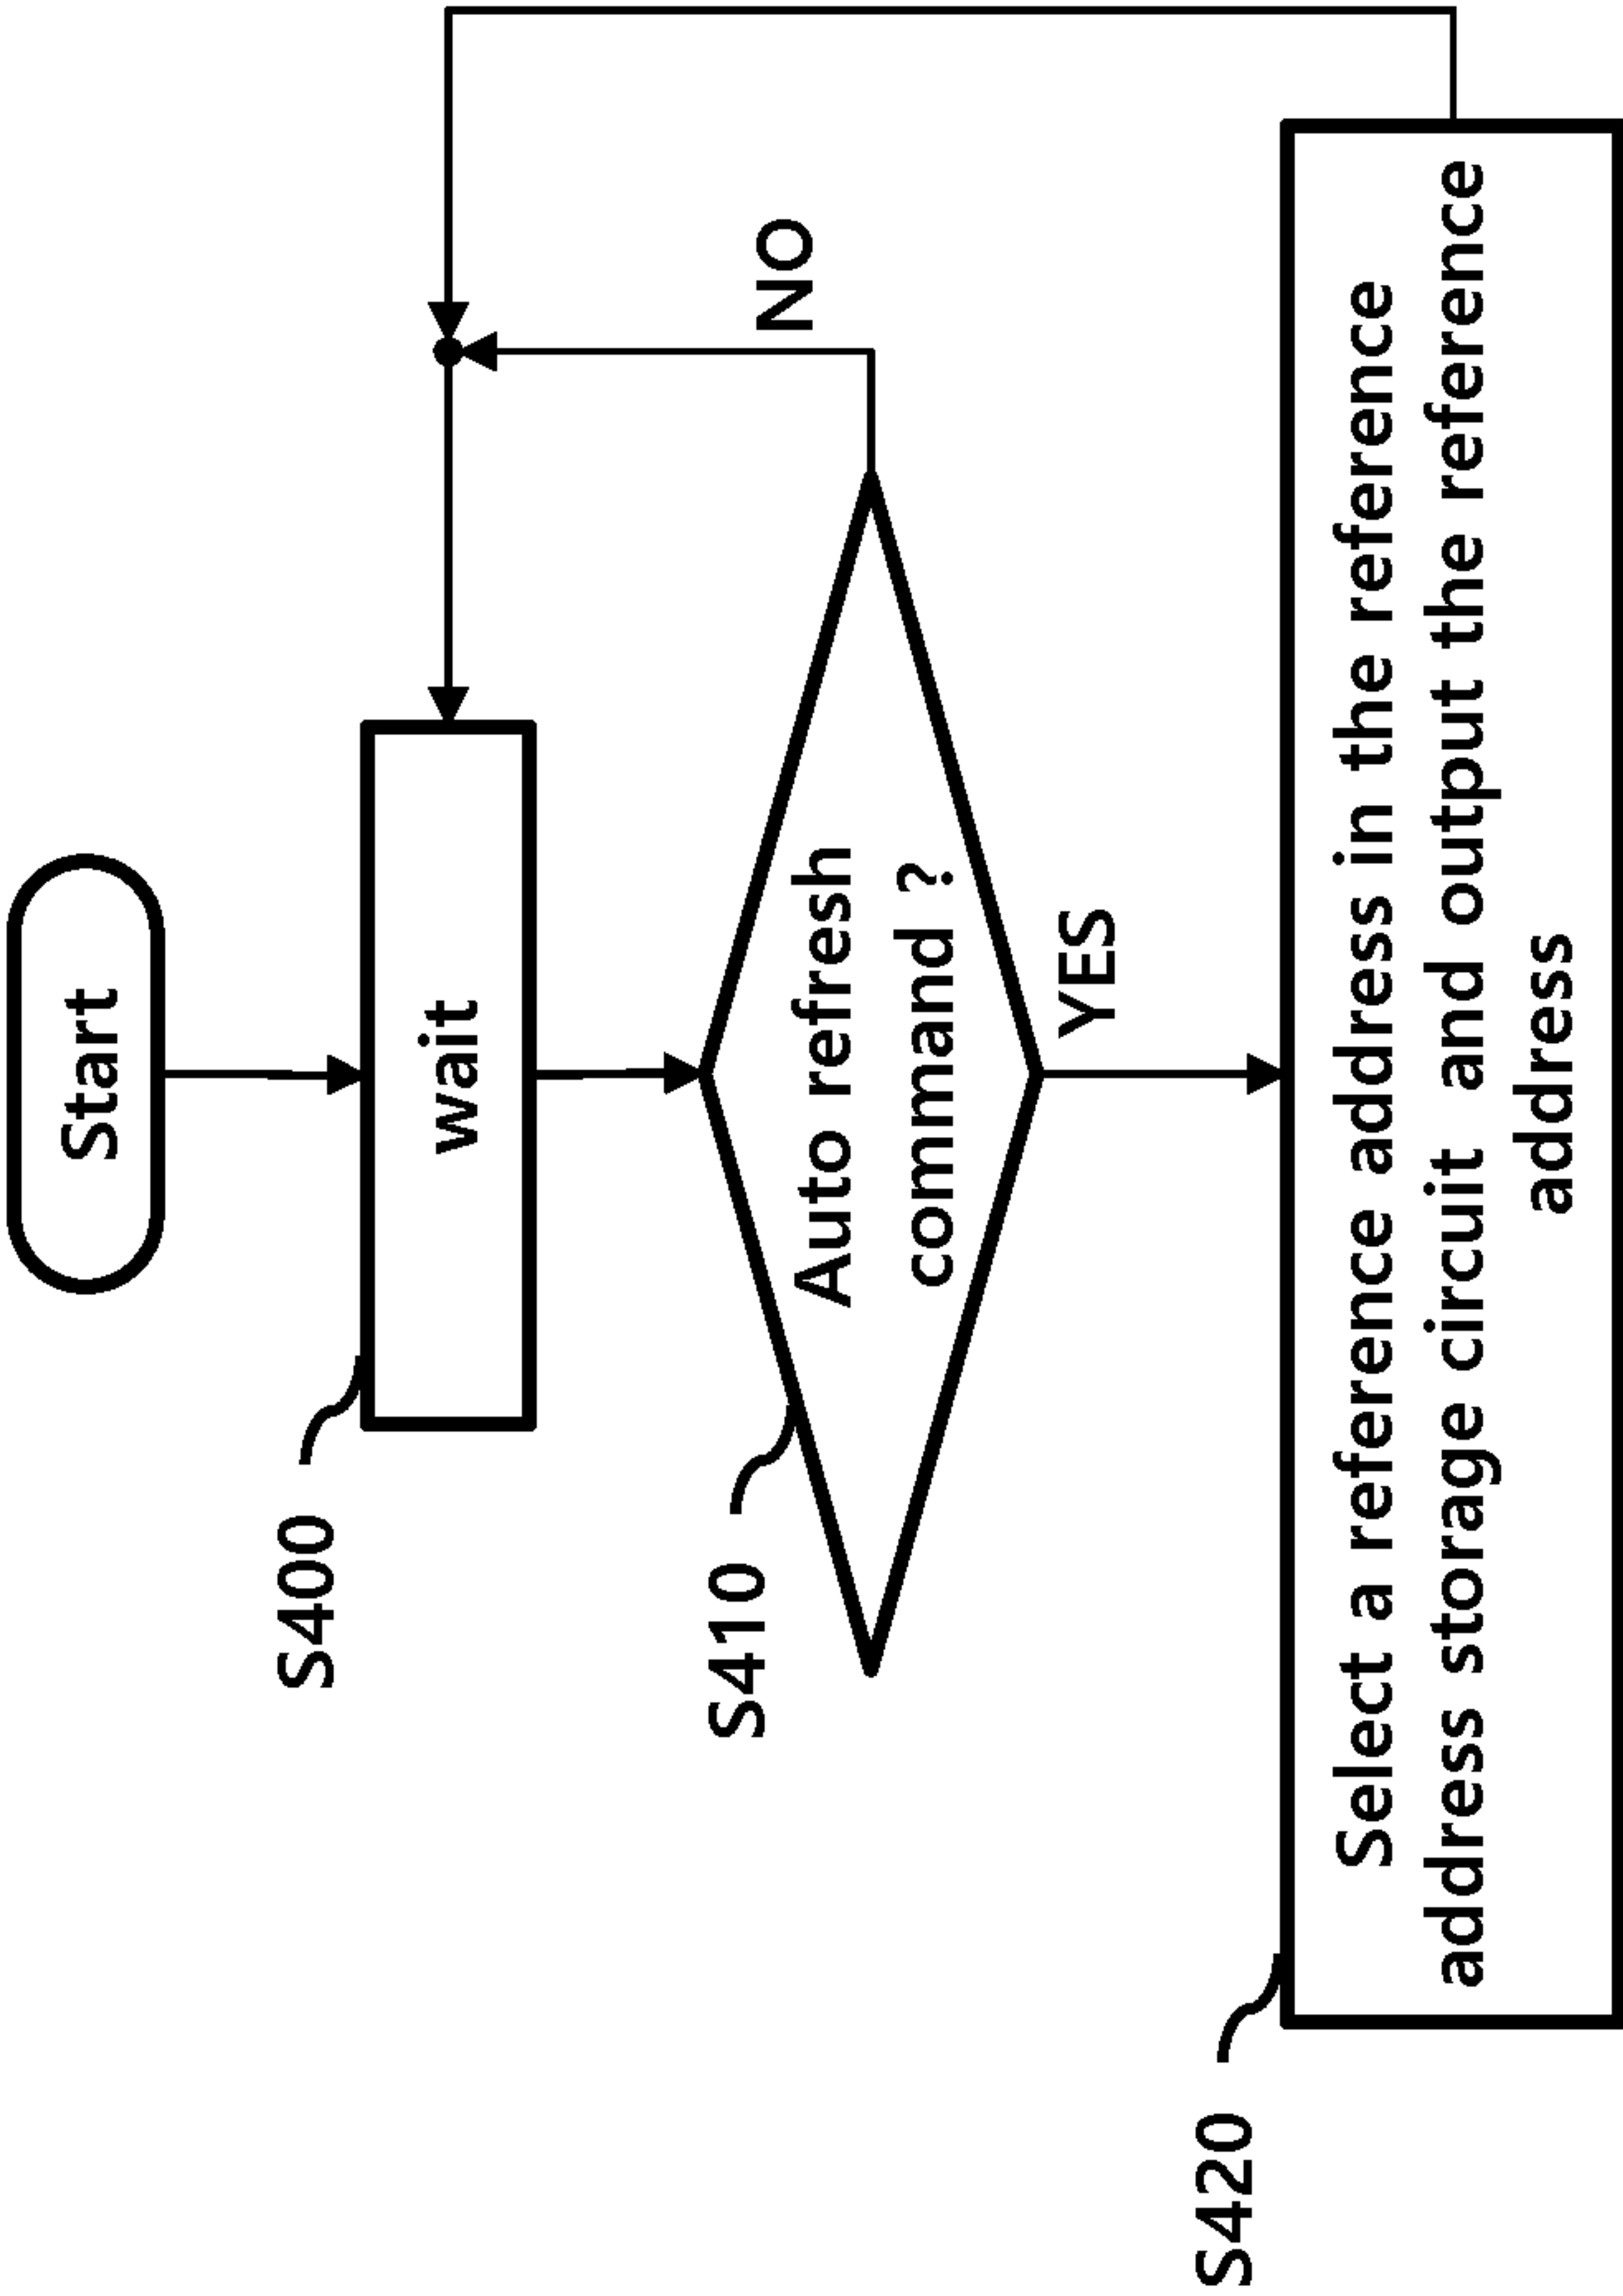 Start
S400
wait
S410
Auto refresh
command ?
NO
YES
S420
Select a reference address in the reference
address storage circuit and output the reference
address